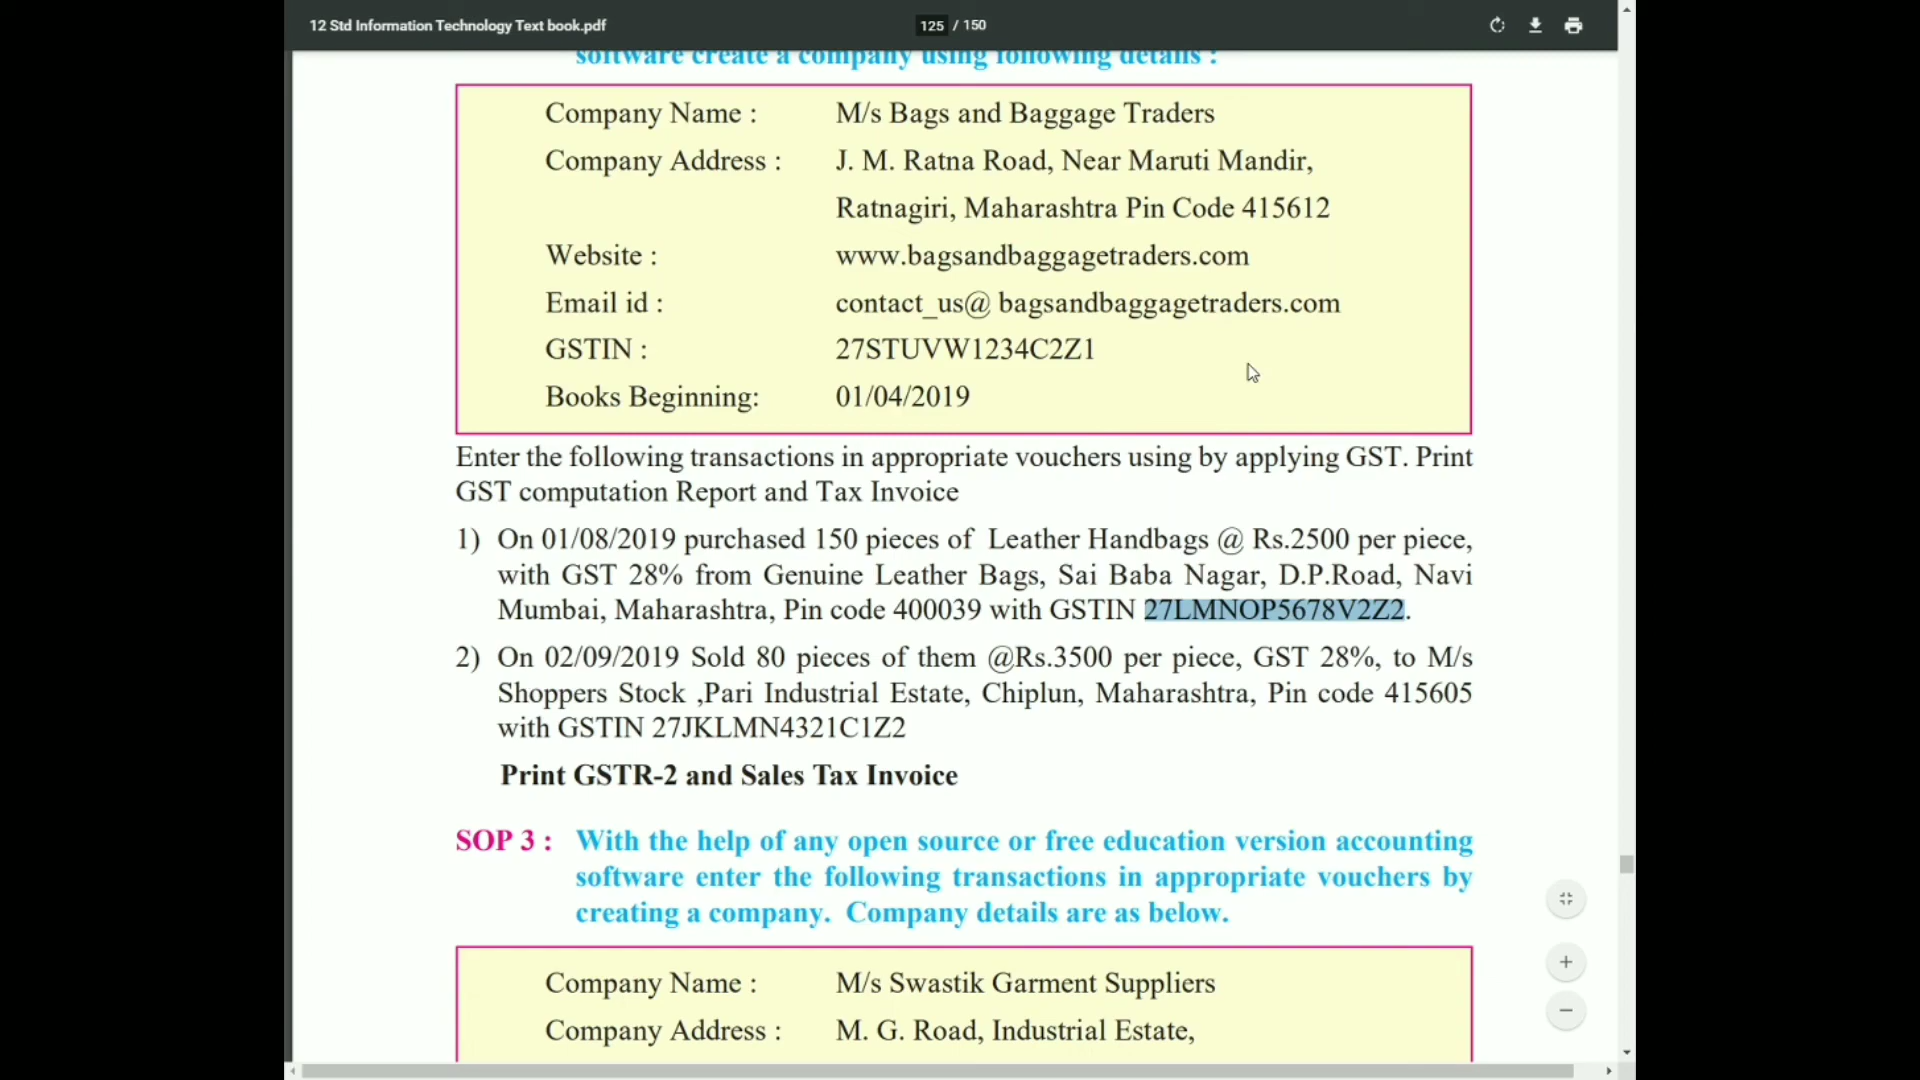 12 Std Information Technology Text book.pdf
125 / 150
software create a company using following details :
Company Name : M/s Bags and Baggage Traders
Company Address : J. M. Ratna Road, Near Maruti Mandir,
Ratnagiri, Maharashtra Pin Code 415612
Website : www.bagsandbaggagetraders.com
Email id : contact_us@ bagsandbaggagetraders.com
GSTIN : 27STUVW1234C2Z1
Books Beginning: 01/04/2019
Enter the following transactions in appropriate vouchers using by applying GST. Print
GST computation Report and Tax Invoice
1) On 01/08/2019 purchased 150 pieces of Leather Handbags @ Rs.2500 per piece,
with GST 28% from Genuine Leather Bags, Sai Baba Nagar, D.P.Road, Navi
Mumbai, Maharashtra, Pin code 400039 with GSTIN 27LMNOP5678V2Z2.
2) On 02/09/2019 Sold 80 pieces of them @Rs.3500 per piece, GST 28%, to M/s
Shoppers Stock ,Pari Industrial Estate, Chiplun, Maharashtra, Pin code 415605
with GSTIN 27JKLMN4321C1Z2
Print GSTR-2 and Sales Tax Invoice
SOP 3 : With the help of any open source or free education version accounting
software enter the following transactions in appropriate vouchers by
creating a company. Company details are as below.
Company Name : M/s Swastik Garment Suppliers
Company Address : M. G. Road, Industrial Estate,